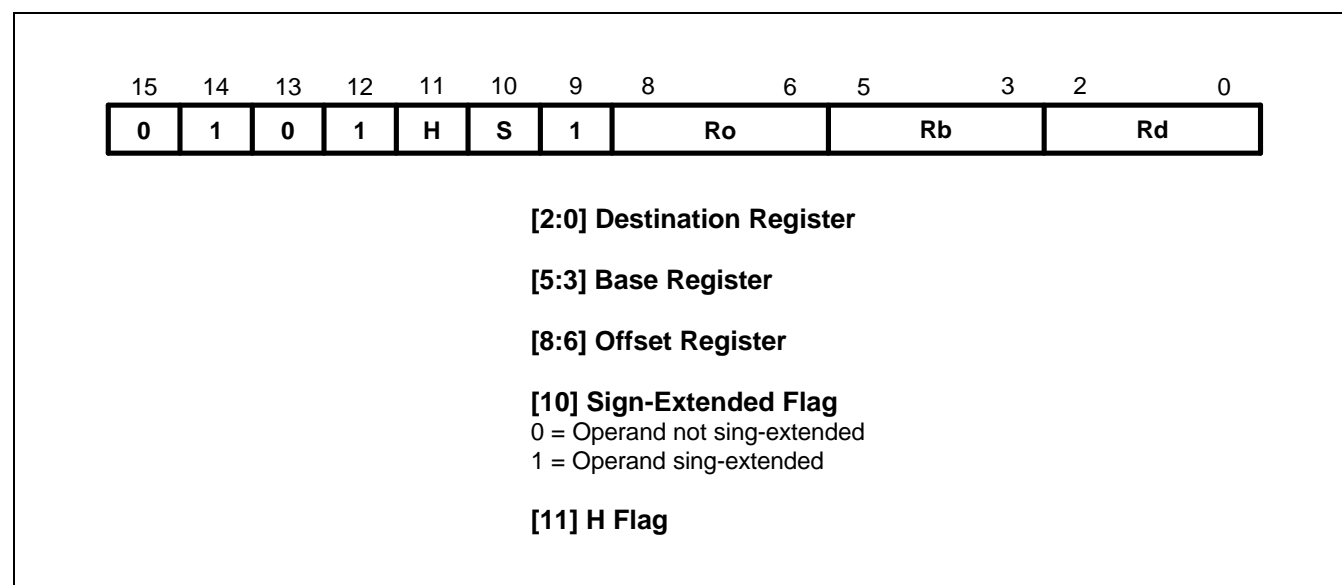 15 14 13 12 11 10 9 8 6 5 3 2 0
0 1 0 1 H S 1 Ro Rb Rd
[2:0] Destination Register
[5:3] Base Register
[8:6] Offset Register
[10] Sign-Extended Flag
0 = Operand not sing-extended
1 = Operand sing-extended
[11] H Flag